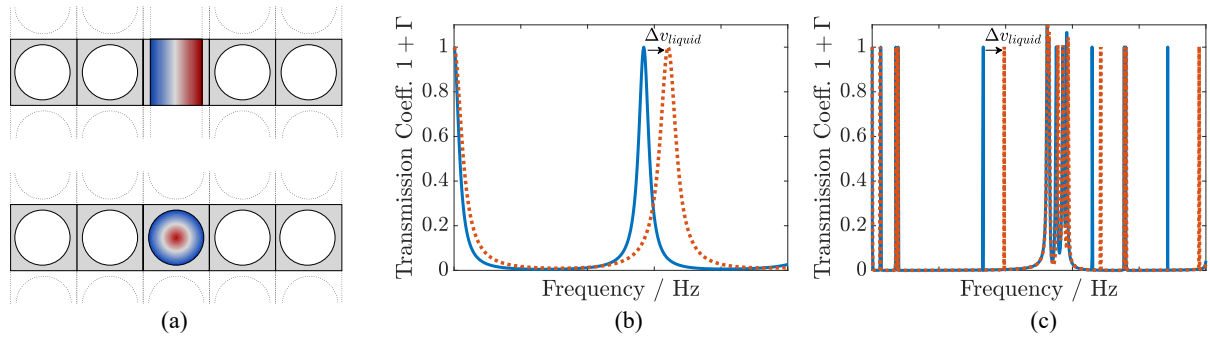 (a)
Transmission Coeff. 1 + Γ
1
0.8
0.6
0.4
0.2
0
Δv_liquid
Frequency / Hz
(b)
Transmission Coeff. 1 + Γ
1
0.8
0.6
0.4
0.2
0
Δv_liquid
Frequency / Hz
(c)